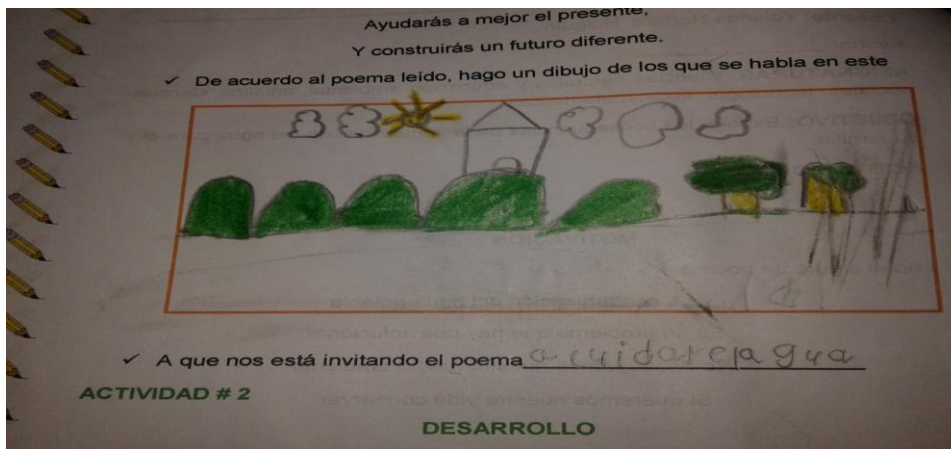 Ayudarás a mejor el presente,
Y construirás un futuro diferente.
✓ De acuerdo al poema leído, hago un dibujo de los que se habla en este
✓ A que nos está invitando el poema a cuidar el agua
ACTIVIDAD # 2
DESARROLLO